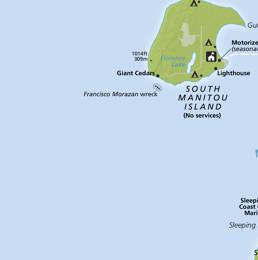 Gu
Motorize
(seasona
1014ft
309m
Florence
Lake
Giant Cedars
Lighthouse
Francisco Morazan wreck
SOUTH
MANITOU
ISLAND
(No services)
Sleepi
Coast
Mari
Sleeping
S